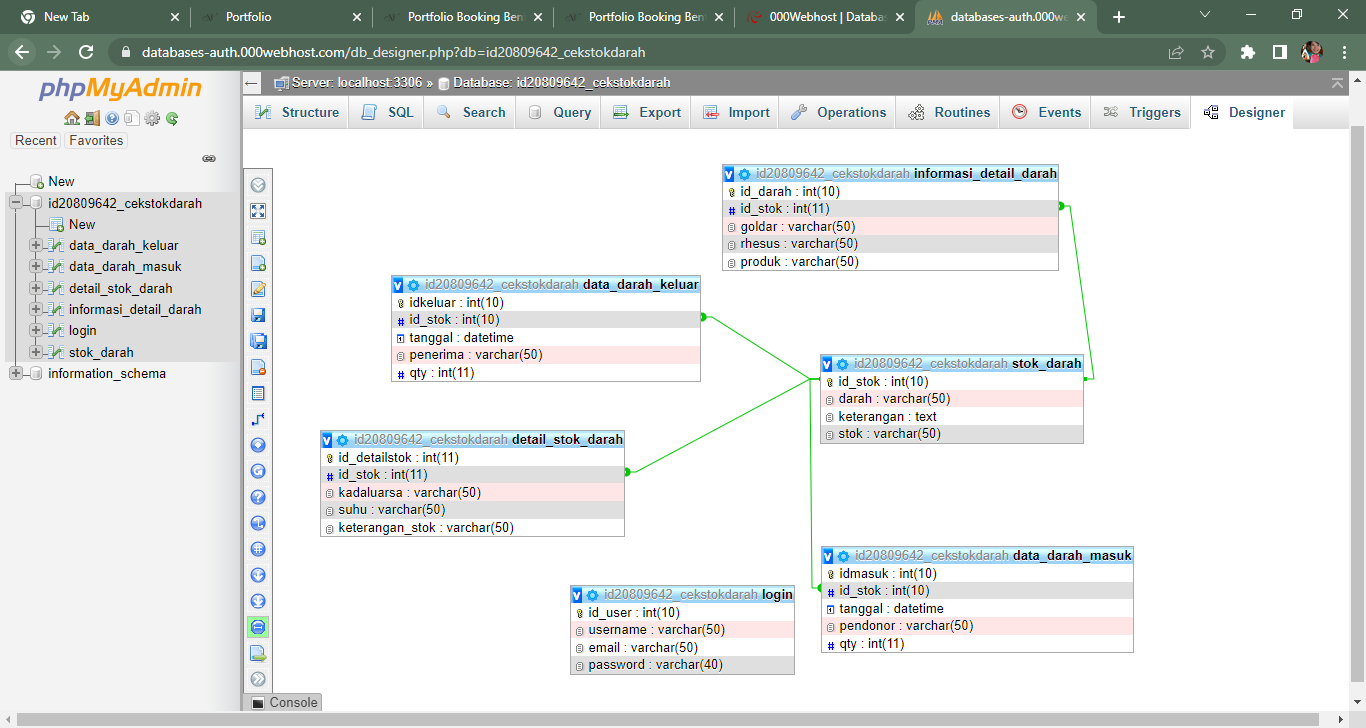 New Tab
Portfolio
Portfolio Booking Ben
Portfolio Booking Ben
000Webhost | Databa
databases-auth.000w
databases-auth.000webhost.com/db_designer.php?db=id20809642_cekstokdarah
phpMyAdmin
Recent
Favorites
New
id20809642_cekstokdarah
New
data_darah_keluar
data_darah_masuk
detail_stok_darah
informasi_detail_darah
login
stok_darah
information_schema
Server: localhost:3306 » Database: id20809642_cekstokdarah
Structure
SQL
Search
Query
Export
Import
Operations
Routines
Events
Triggers
Designer
id20809642_cekstokdarah informasi_detail_darah
id_darah : int(10)
id_stok : int(11)
goldar : varchar(50)
rhesus : varchar(50)
produk : varchar(50)
id20809642_cekstokdarah data_darah_keluar
idkeluar : int(10)
id_stok : int(10)
tanggal : datetime
penerima : varchar(50)
qty : int(11)
id20809642_cekstokdarah stok_darah
id_stok : int(10)
darah : varchar(50)
keterangan : text
stok : varchar(50)
id20809642_cekstokdarah detail_stok_darah
id_detailstok : int(11)
id_stok : int(11)
kadaluarsa : varchar(50)
suhu : varchar(50)
keterangan_stok : varchar(50)
id20809642_cekstokdarah data_darah_masuk
idmasuk : int(10)
id_stok : int(10)
tanggal : datetime
pendonor : varchar(50)
qty : int(11)
id20809642_cekstokdarah login
id_user : int(10)
username : varchar(50)
email : varchar(50)
password : varchar(40)
Console